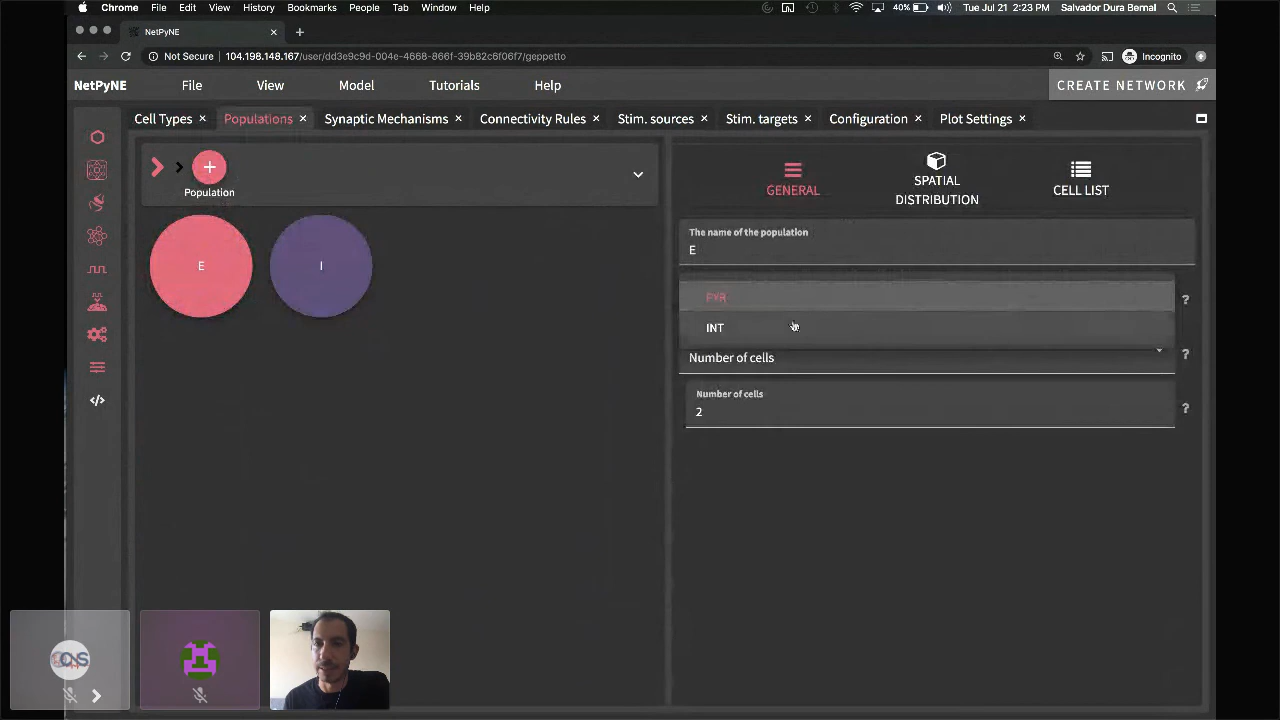 Chrome File Edit View History Bookmarks People Tab Window Help 40% Tue Jul 21 2:23 PM Salvador Dura Bernal
NetPyNE
Not Secure 104.198.148.167/user/dd3e9c9d-004e-4668-866f-39b82c6f06f7/geppetto Incognito
NetPyNE File View Model Tutorials Help CREATE NETWORK
Cell Types Populations Synaptic Mechanisms Connectivity Rules Stim. sources Stim. targets Configuration Plot Settings
Population
GENERAL
SPATIAL
DISTRIBUTION
CELL LIST
The name of the population
E
E I
PYR ?
INT
Number of cells ?
Number of cells
2 ?